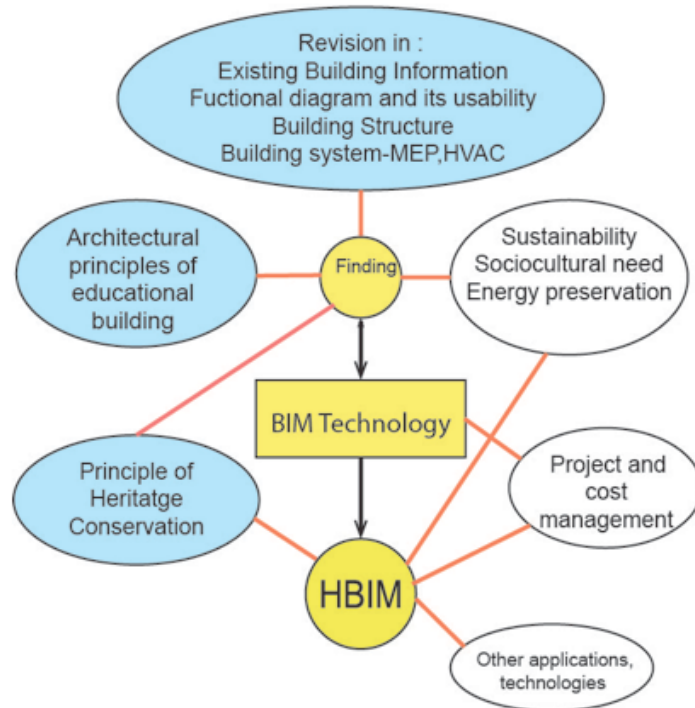 Revision in :
Existing Building Information
Fuctional diagram and its usability
Building Structure
Building system-MEP,HVAC
Architectural
principles of
educational
building
Finding
Sustainability
Sociocultural need
Energy preservation
BIM Technology
Principle of
Heritatge
Conservation
Project and
cost
management
HBIM
Other applications,
technologies